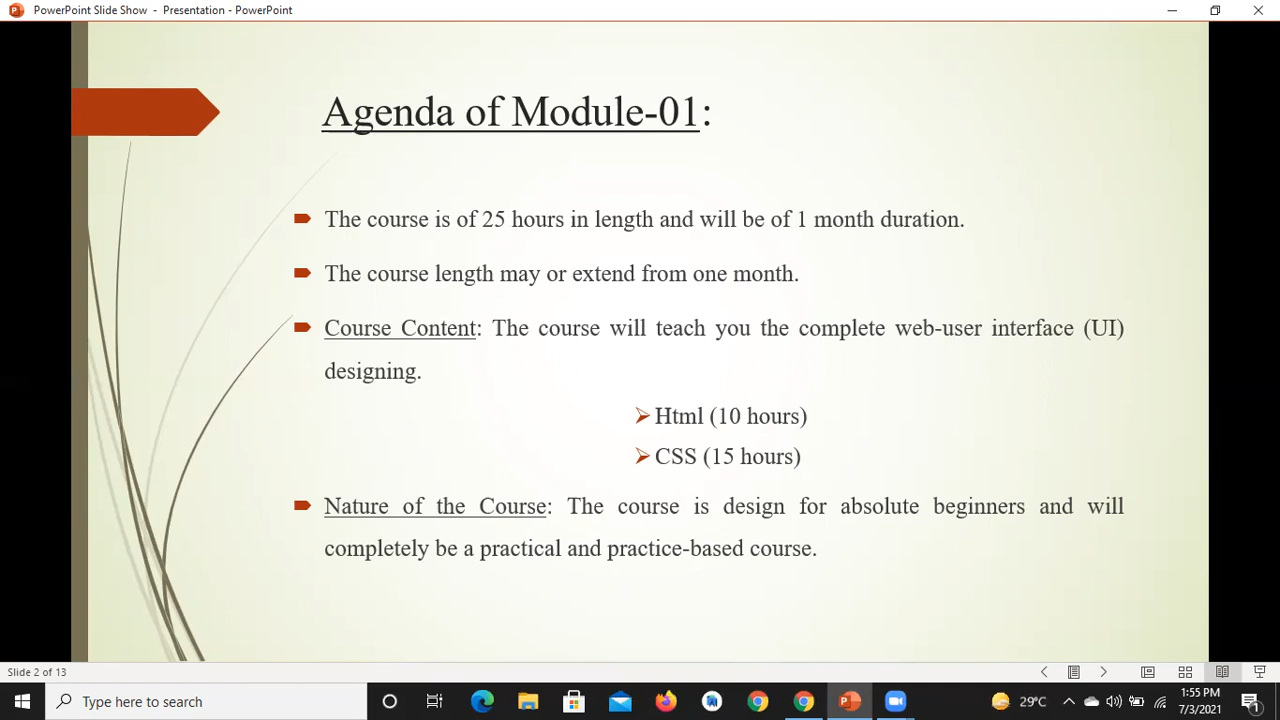 PowerPoint Slide Show - Presentation - PowerPoint
Agenda of Module-01:
The course is of 25 hours in length and will be of 1 month duration.
The course length may or extend from one month.
Course Content: The course will teach you the complete web-user interface (UI)
designing.
Html (10 hours)
CSS (15 hours)
Nature of the Course: The course is design for absolute beginners and will
completely be a practical and practice-based course.
Slide 2 of 13
Type here to search
29°C
1:55 PM
7/3/2021
1